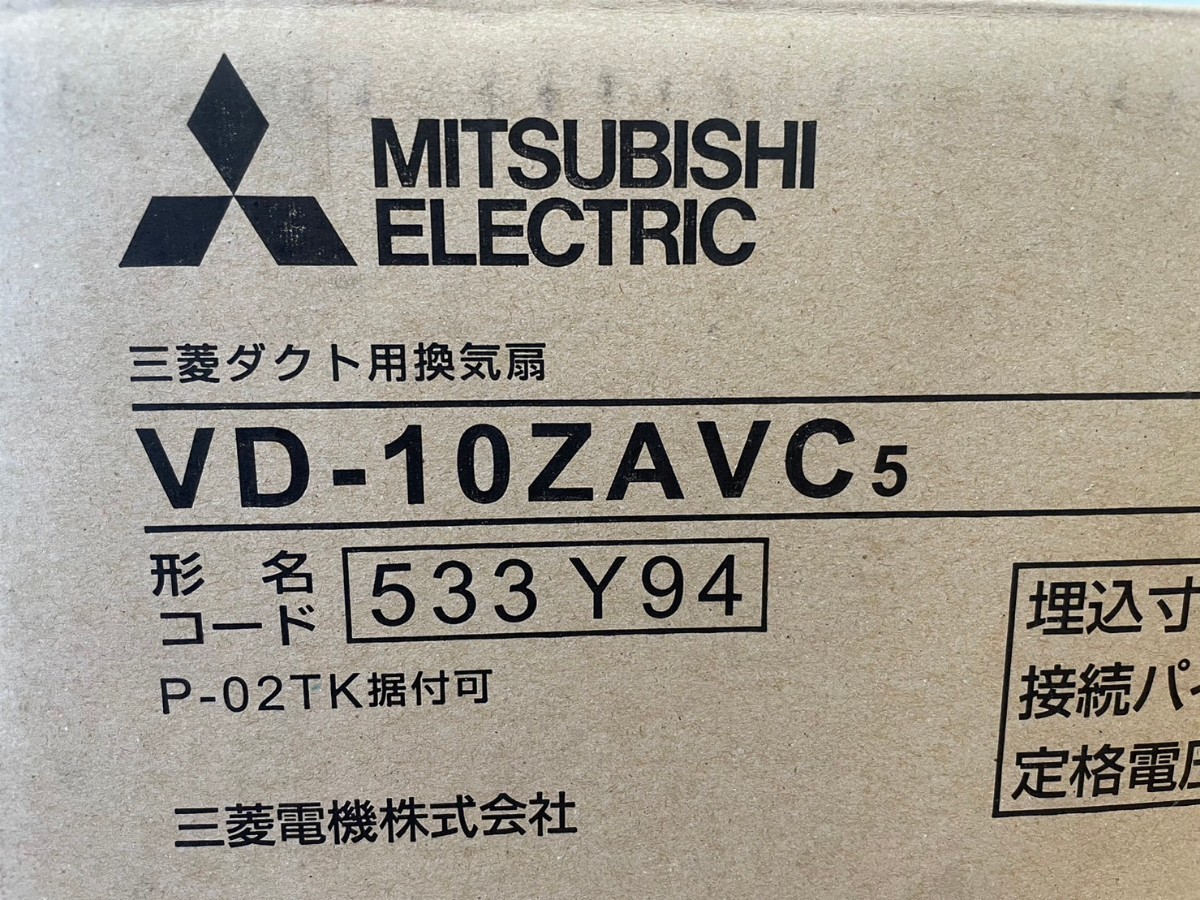 MITSUBISHI
ELECTRIC
三菱ダクト用換気扇
VD-10ZAVC5
形名
コード
533 Y94
P-02TK据付可
三菱電機株式会社
埋込寸
接続パイ
定格電圧